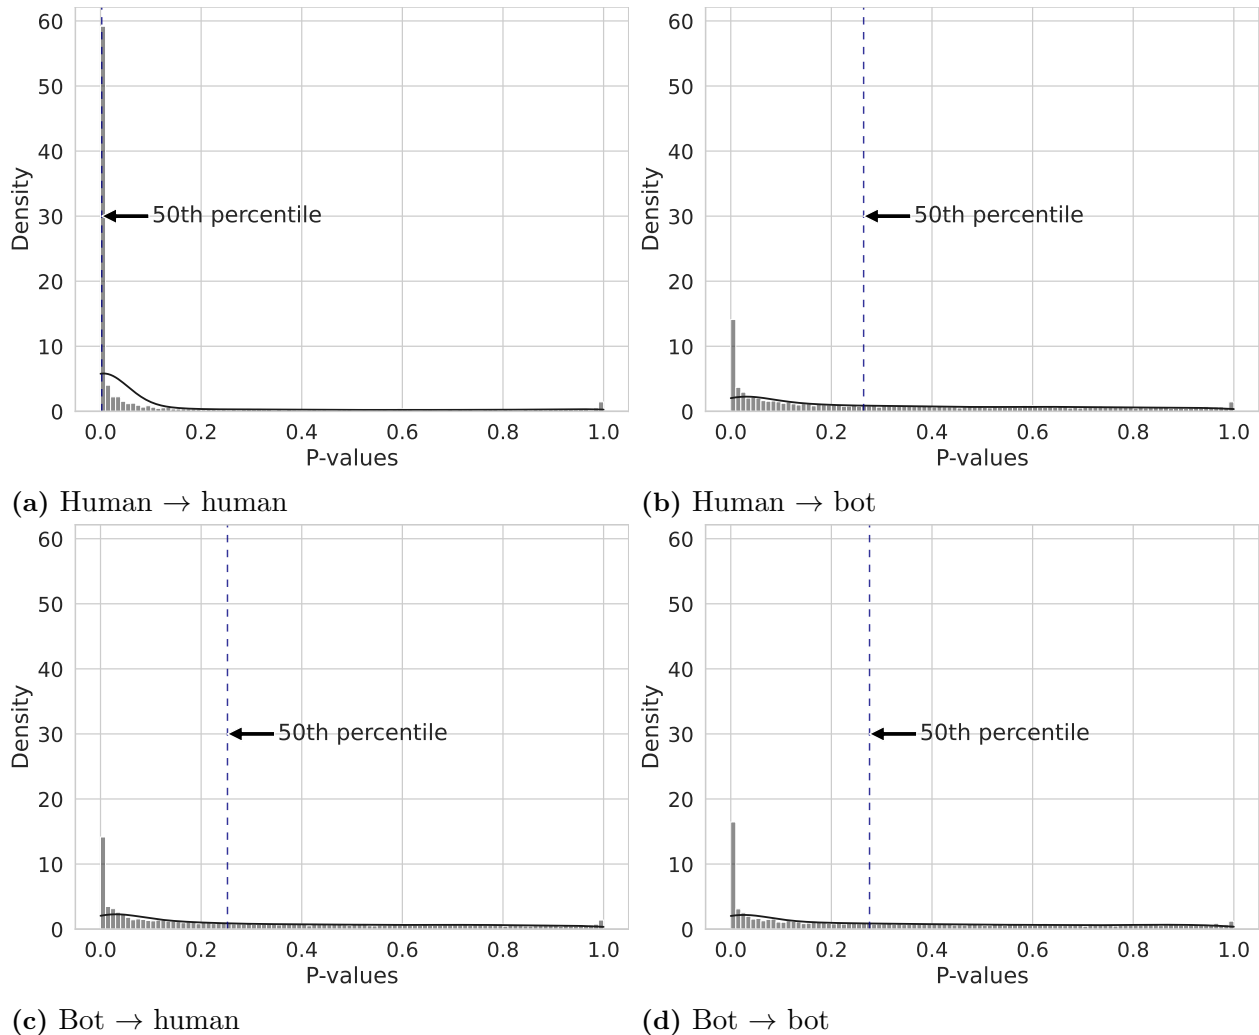 60
50
40
30
20
10
0
Density
50th percentile
0.0 0.2 0.4 0.6 0.8 1.0
P-values
(a) Human → human
60
50
40
30
20
10
0
Density
50th percentile
0.0 0.2 0.4 0.6 0.8 1.0
P-values
(b) Human → bot
60
50
40
30
20
10
0
Density
50th percentile
0.0 0.2 0.4 0.6 0.8 1.0
P-values
(c) Bot → human
60
50
40
30
20
10
0
Density
50th percentile
0.0 0.2 0.4 0.6 0.8 1.0
P-values
(d) Bot → bot